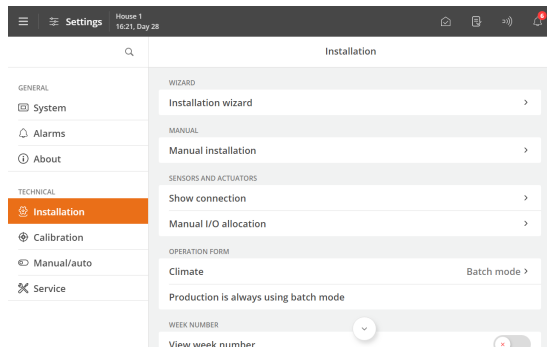 Settings
House 1
16:21, Day 28
6
Installation
GENERAL
System
Alarms
About
TECHNICAL
Installation
Calibration
Manual/auto
Service
WIZARD
Installation wizard
MANUAL
Manual installation
SENSORS AND ACTUATORS
Show connection
Manual I/O allocation
OPERATION FORM
Climate Batch mode
Production is always using batch mode
WEEK NUMBER
View week number